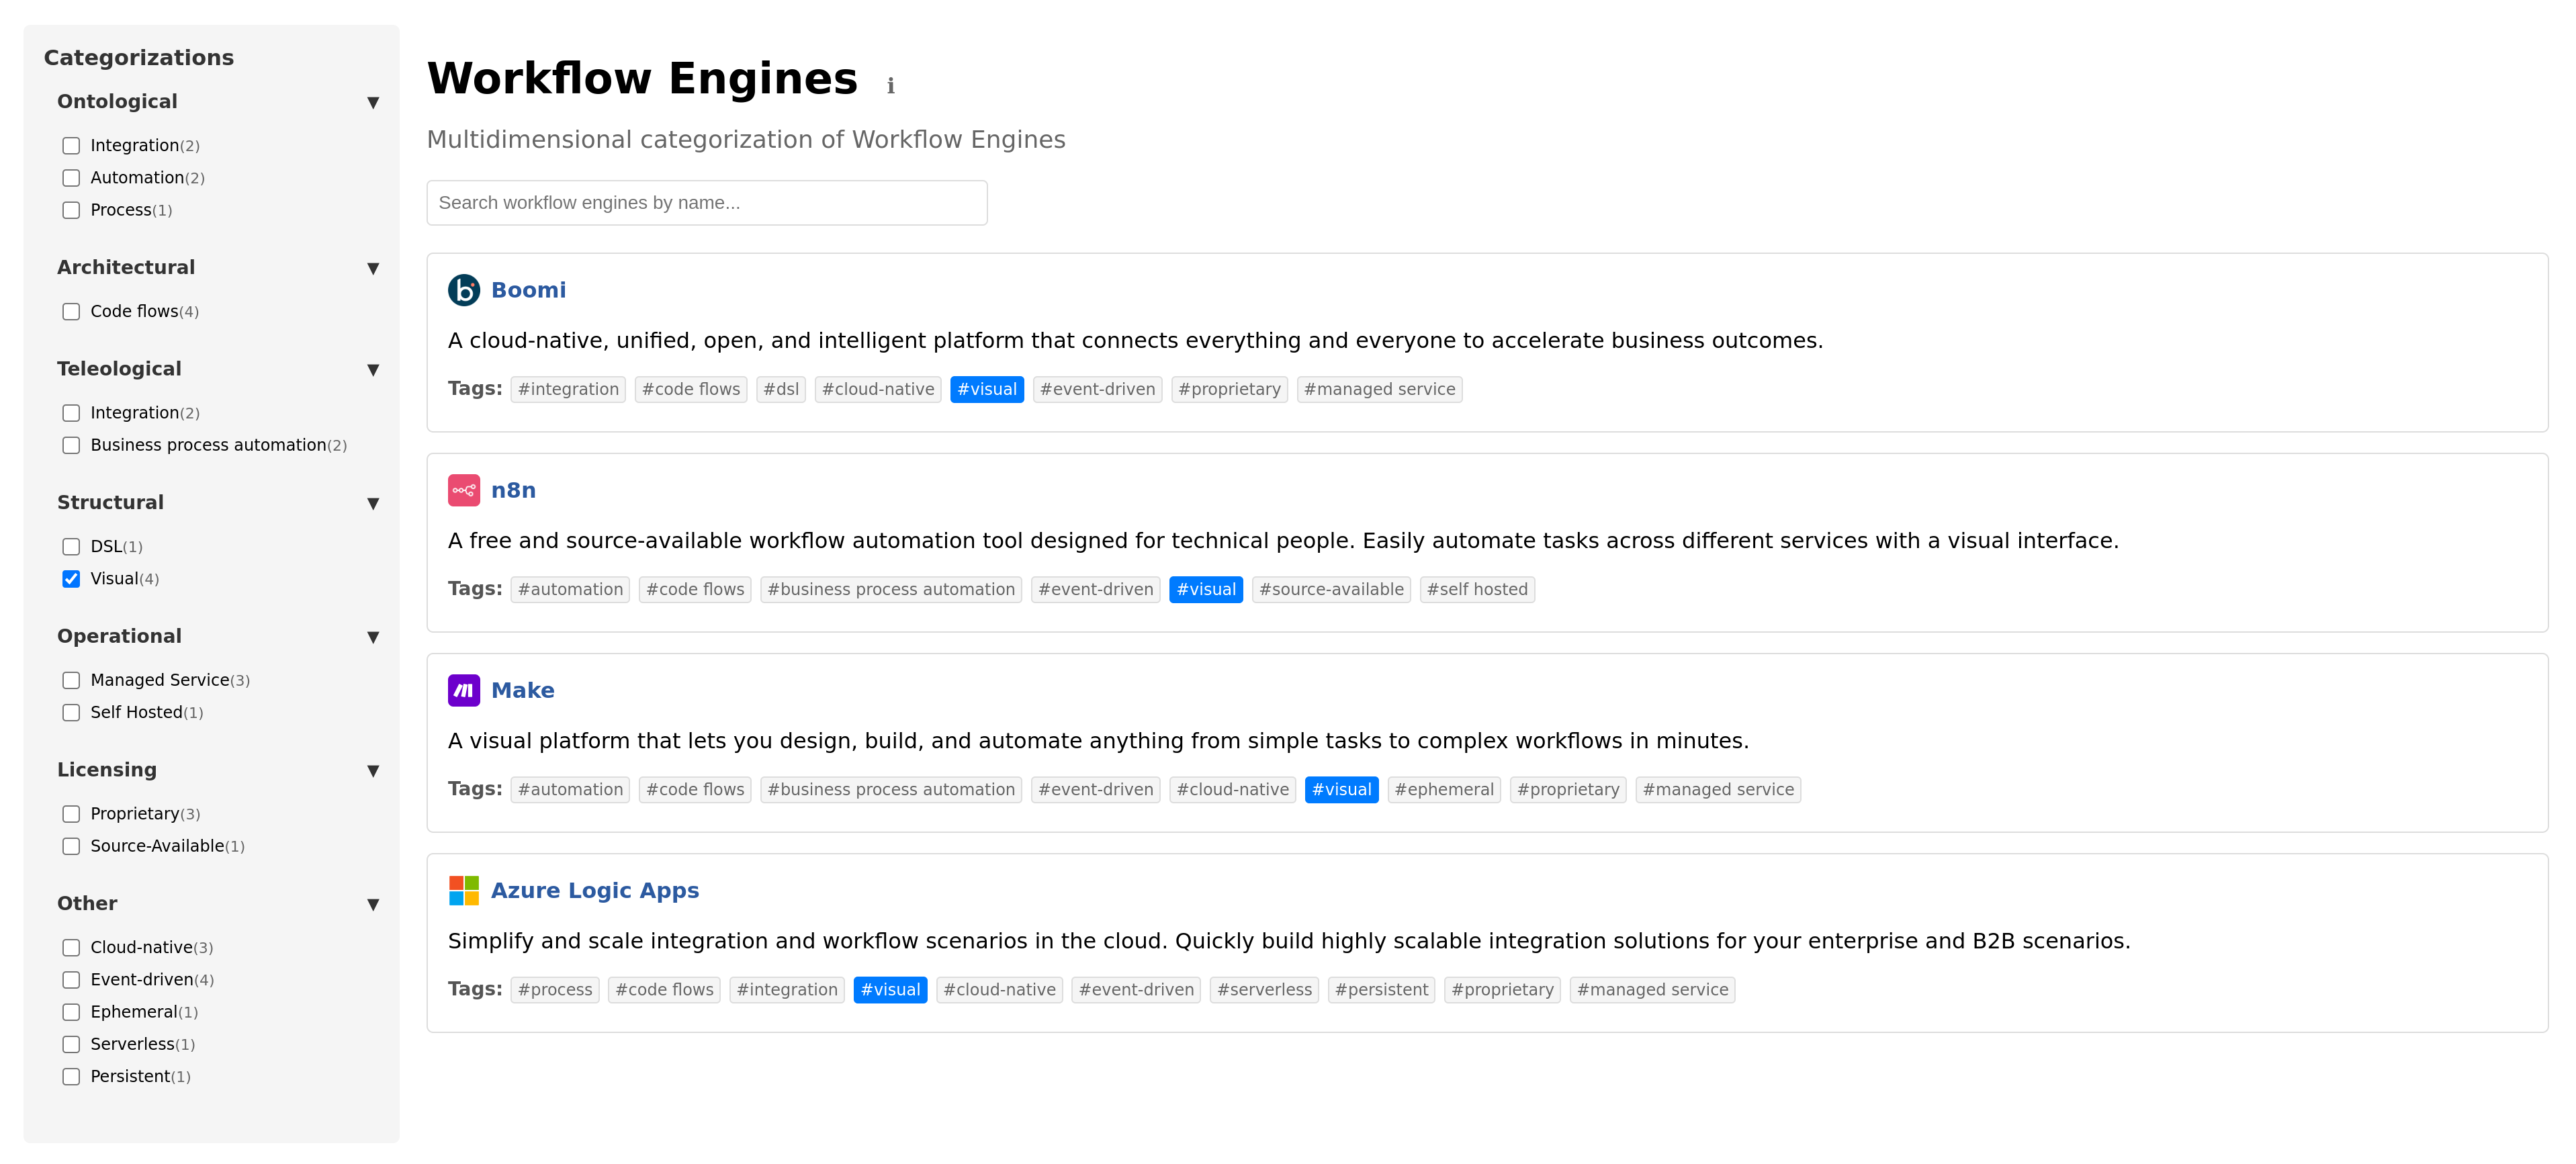 Categorizations
Ontological ▼
Integration(2)
Automation(2)
Process(1)
Architectural ▼
Code flows(4)
Teleological ▼
Integration(2)
Business process automation(2)
Structural ▼
DSL(1)
Visual(4)
Operational ▼
Managed Service(3)
Self Hosted(1)
Licensing ▼
Proprietary(3)
Source-Available(1)
Other ▼
Cloud-native(3)
Event-driven(4)
Ephemeral(1)
Serverless(1)
Persistent(1)
Workflow Engines ℹ
Multidimensional categorization of Workflow Engines
Search workflow engines by name...
Boomi
A cloud-native, unified, open, and intelligent platform that connects everything and everyone to accelerate business outcomes.
Tags: #integration #code flows #dsl #cloud-native #visual #event-driven #proprietary #managed service
n8n
A free and source-available workflow automation tool designed for technical people. Easily automate tasks across different services with a visual interface.
Tags: #automation #code flows #business process automation #event-driven #visual #source-available #self hosted
Make
A visual platform that lets you design, build, and automate anything from simple tasks to complex workflows in minutes.
Tags: #automation #code flows #business process automation #event-driven #cloud-native #visual #ephemeral #proprietary #managed service
Azure Logic Apps
Simplify and scale integration and workflow scenarios in the cloud. Quickly build highly scalable integration solutions for your enterprise and B2B scenarios.
Tags: #process #code flows #integration #visual #cloud-native #event-driven #serverless #persistent #proprietary #managed service